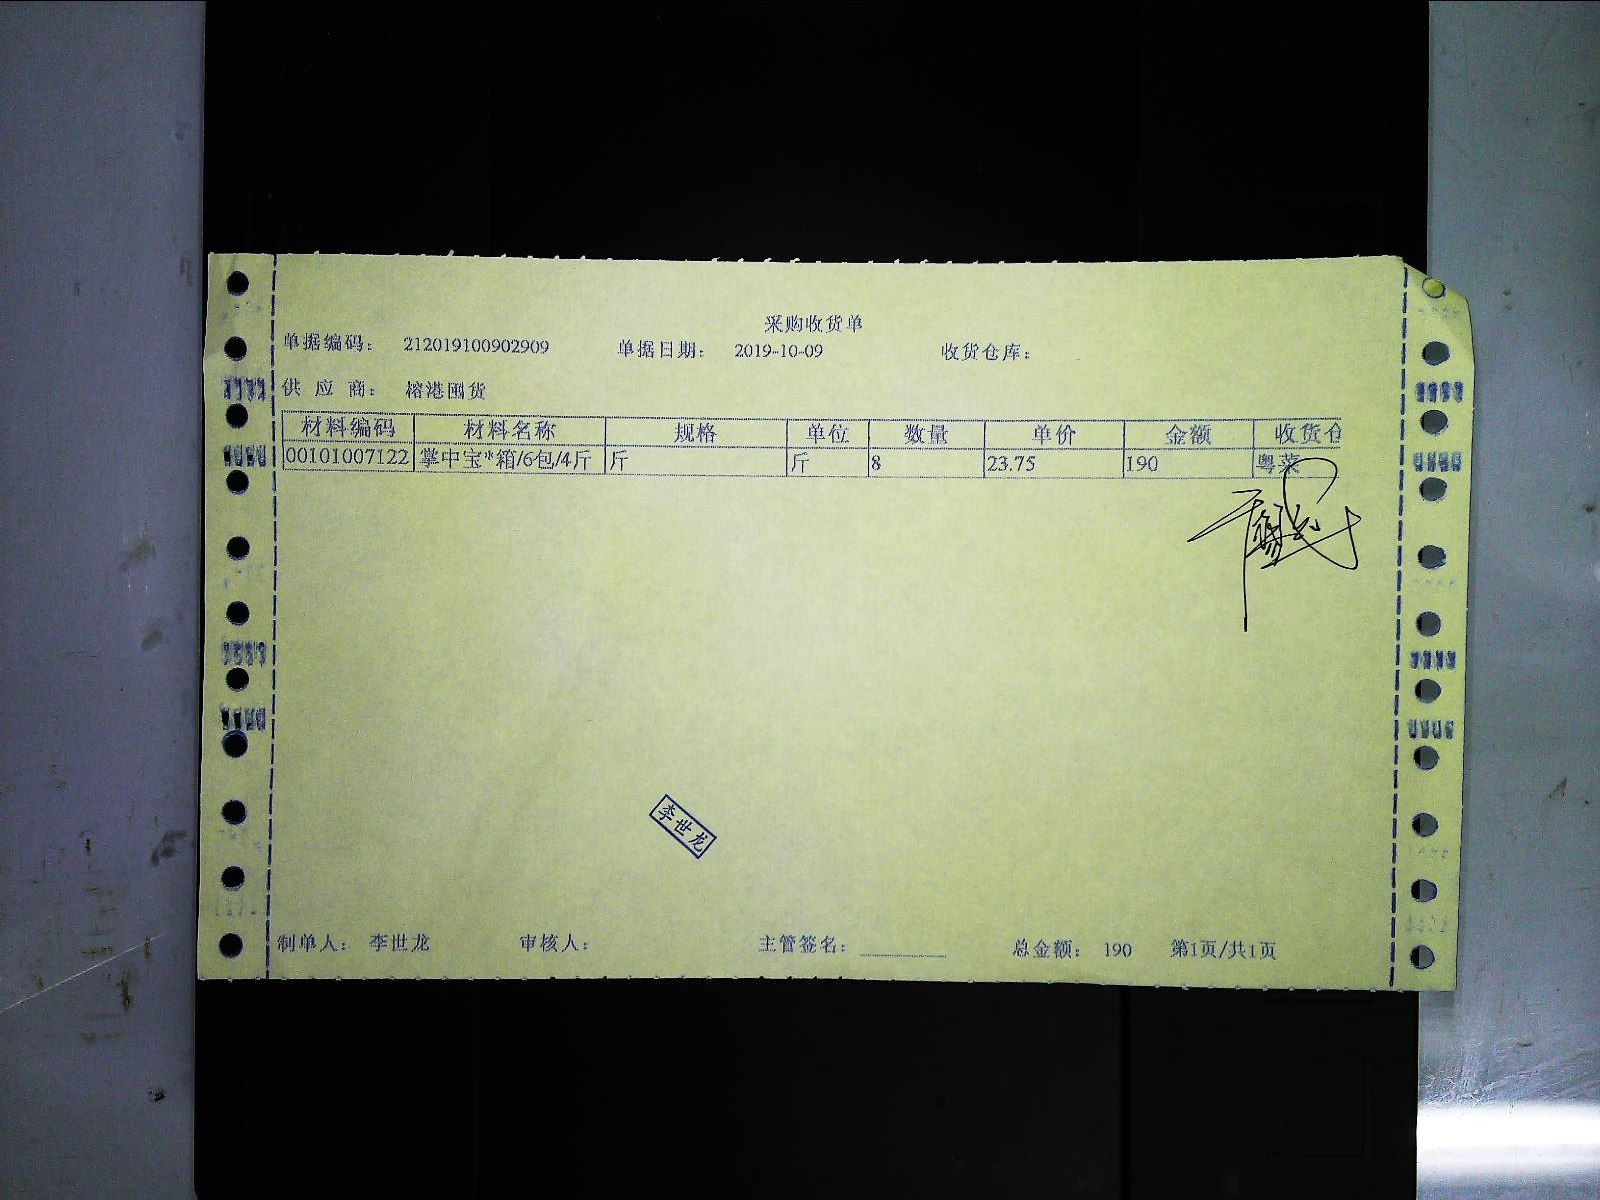 采购收货单
单据编码： 212019100902909 单据日期： 2019-10-09 收货仓库：
供 应 商： 榕港囤货
材料编码 材料名称 规格 单位 数量 单价 金额 收货仓
00101007122 掌中宝*箱/6包/4斤 斤 斤 8 23.75 190 粤菜
李世龙
制单人： 李世龙 审核人： 主管签名： 总金额： 190 第1页/共1页